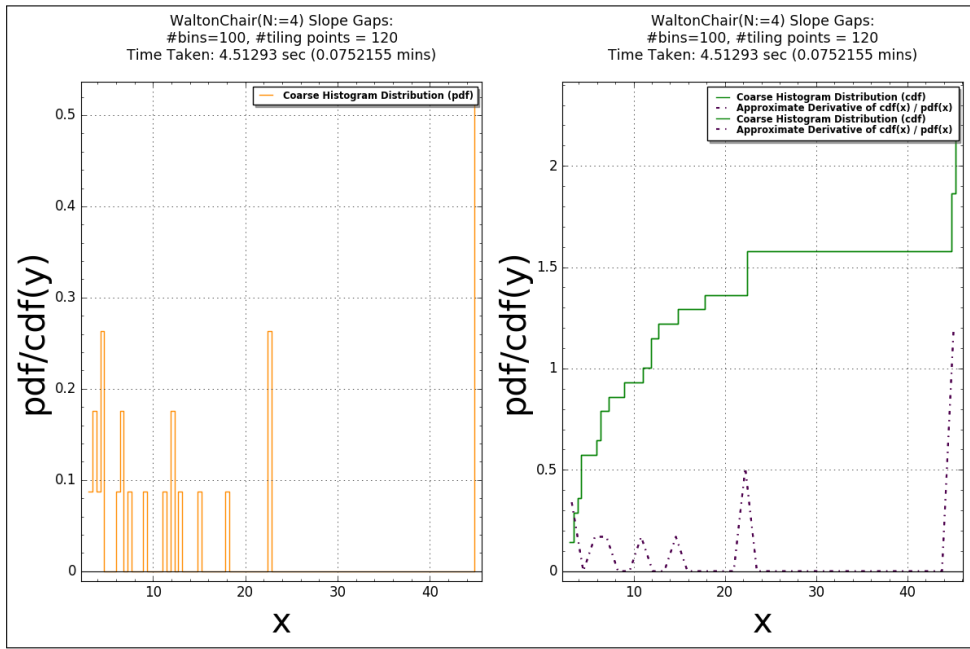 WaltonChair(N:=4) Slope Gaps:
#bins=100, #tiling points = 120
Time Taken: 4.51293 sec (0.0752155 mins)
Coarse Histogram Distribution (pdf)
0.5
0.4
0.3
0.2
0.1
0
pdf/cdf(y)
10
20
30
40
x
WaltonChair(N:=4) Slope Gaps:
#bins=100, #tiling points = 120
Time Taken: 4.51293 sec (0.0752155 mins)
Coarse Histogram Distribution (cdf)
Approximate Derivative of cdf(x) / pdf(x)
Coarse Histogram Distribution (cdf)
Approximate Derivative of cdf(x) / pdf(x)
2
1.5
1
0.5
0
pdf/cdf(y)
10
20
30
40
x